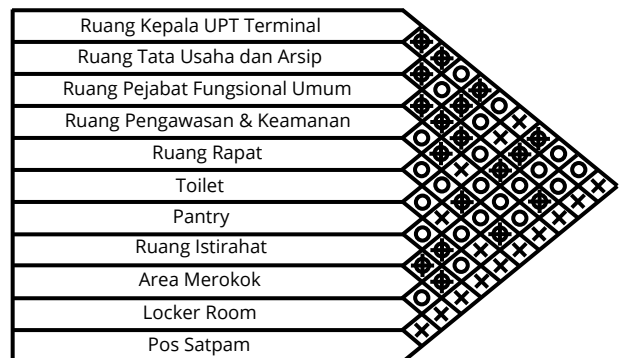 Ruang Kepala UPT Terminal
Ruang Tata Usaha dan Arsip
Ruang Pejabat Fungsional Umum
Ruang Pengawasan & Keamanan
Ruang Rapat
Toilet
Pantry
Ruang Istirahat
Area Merokok
Locker Room
Pos Satpam